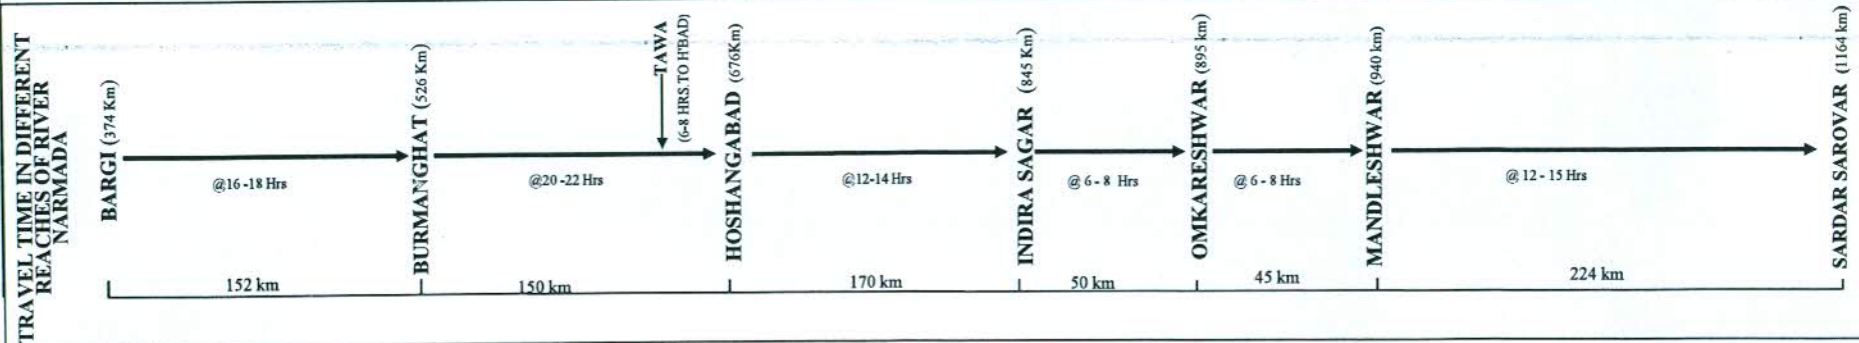 TRAVEL TIME IN DIFFERENT
REACHES OF RIVER
NARMADA
BARGI (374 Km)
@16 -18 Hrs
BURMANGHAT (526 Km)
@20 -22 Hrs
TAWA
(6-8 HRS.TO H'BAD)
HOSHANGABAD (676Km)
@12-14 Hrs
INDIRA SAGAR (845 Km)
@ 6 - 8 Hrs
OMKARESHWAR (895 km)
@ 6 - 8 Hrs
MANDLESHWAR (940 km)
@ 12 - 15 Hrs
SARDAR SAROVAR (1164 km)
152 km
150 km
170 km
50 km
45 km
224 km